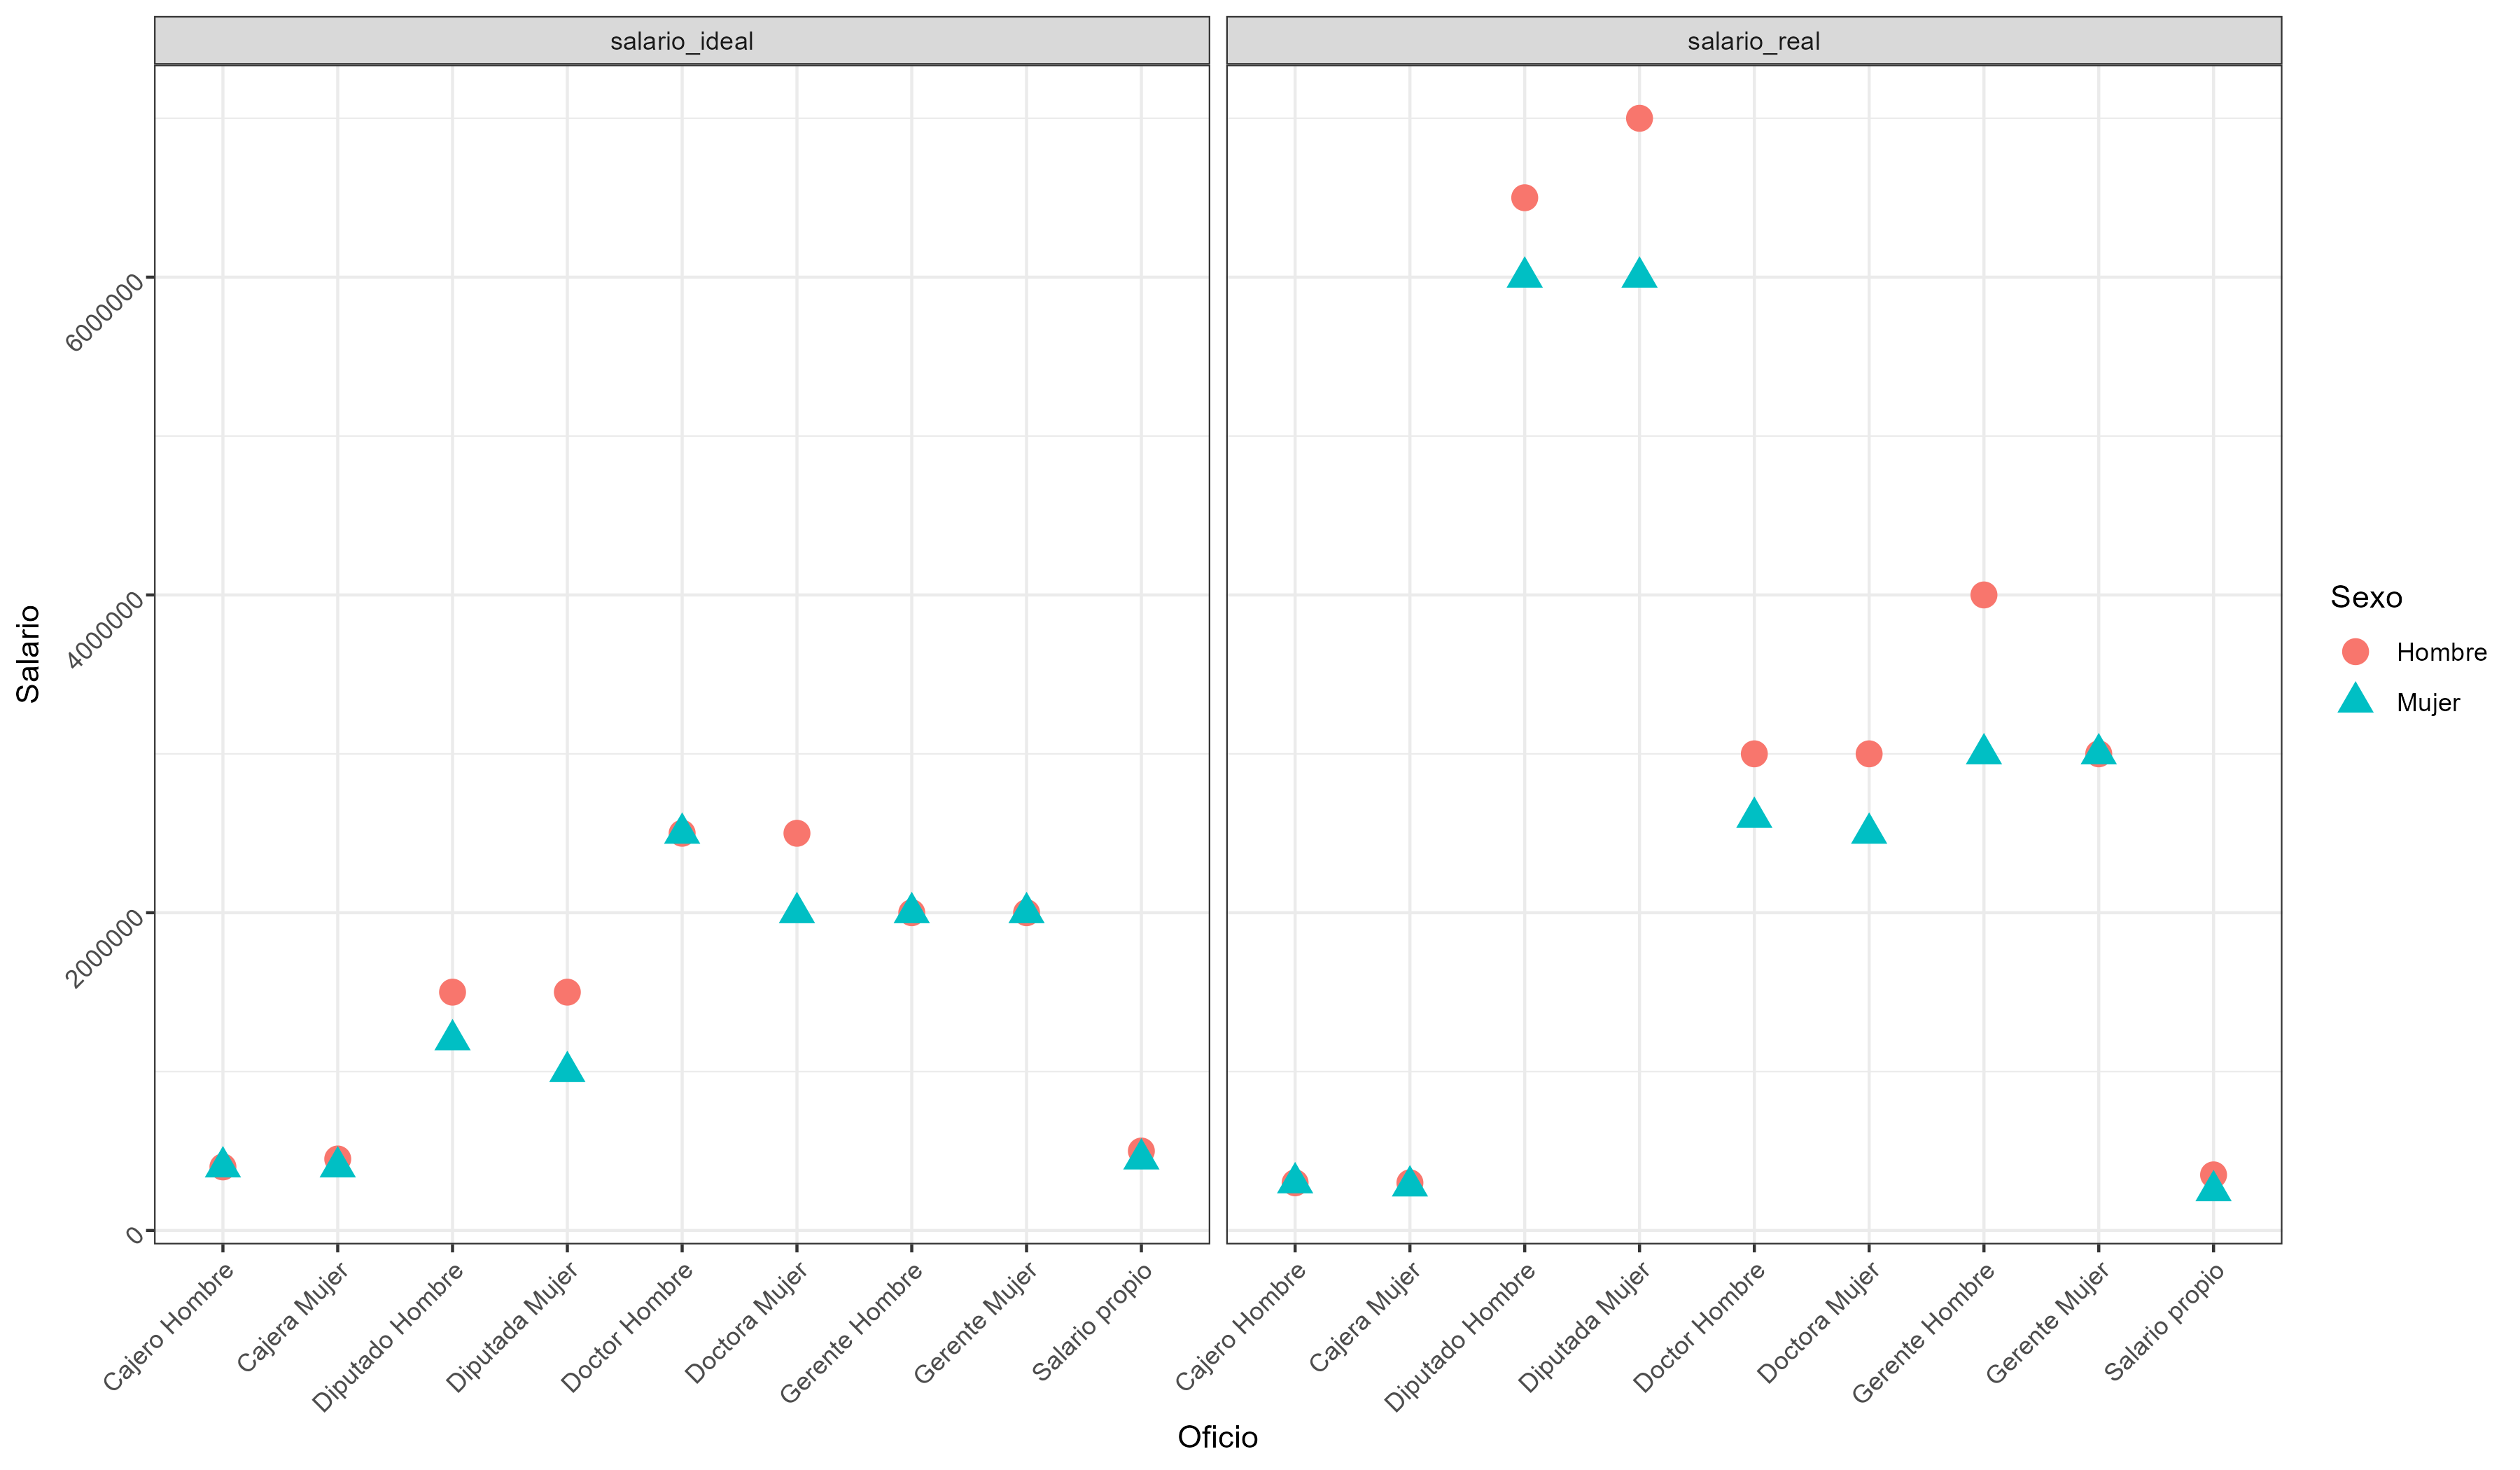 salario_ideal
salario_real
Salario
6000000
4000000
2000000
0
Cajero Hombre
Cajera Mujer
Diputado Hombre
Diputada Mujer
Doctor Hombre
Doctora Mujer
Gerente Hombre
Gerente Mujer
Salario propio
Cajero Hombre
Cajera Mujer
Diputado Hombre
Diputada Mujer
Doctor Hombre
Doctora Mujer
Gerente Hombre
Gerente Mujer
Salario propio
Oficio
Sexo
Hombre
Mujer